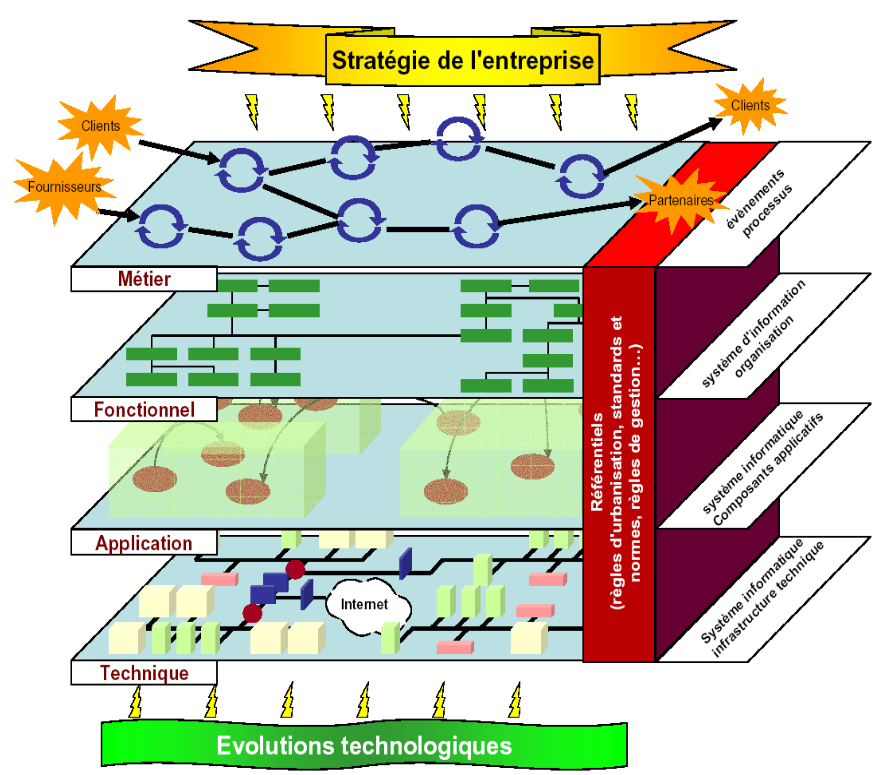 Stratégie de l'entreprise
Clients
Clients
Fournisseurs
Partenaires
évènements
processus
Métier
système d'information
organisation
Fonctionnel
Référentiels
(règles d'urbanisation, standards et
normes, règles de gestion...)
système informatique
Composants applicatifs
Application
Internet
Système informatique
infrastructure technique
Technique
Evolutions technologiques